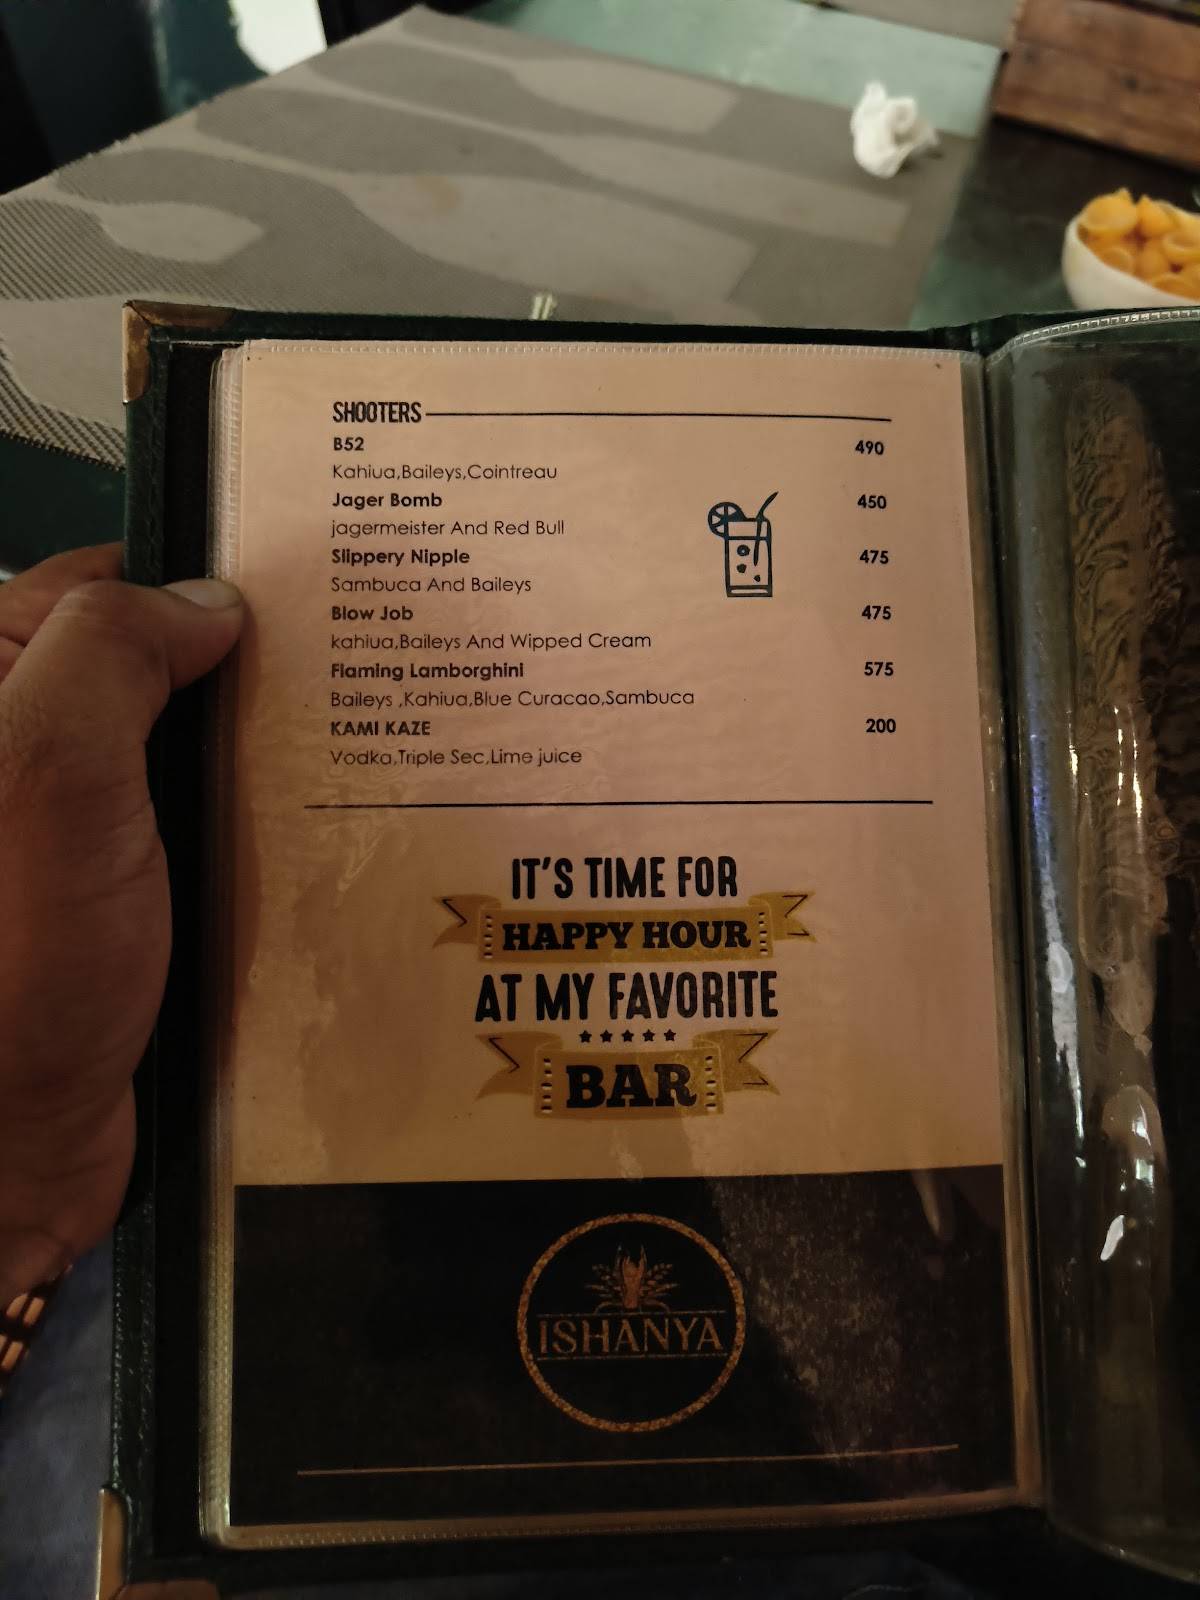 SHOOTERS
B52 490
Kahiua,Baileys,Cointreau
Jager Bomb 450
jagermeister And Red Bull
Slippery Nipple 475
Sambuca And Baileys
Blow Job 475
kahiua,Baileys And Wipped Cream
Flaming Lamborghini 575
Baileys ,Kahiua,Blue Curacao,Sambuca
KAMI KAZE 200
Vodka,Triple Sec,Lime juice
IT'S TIME FOR
HAPPY HOUR
AT MY FAVORITE
BAR
ISHANYA